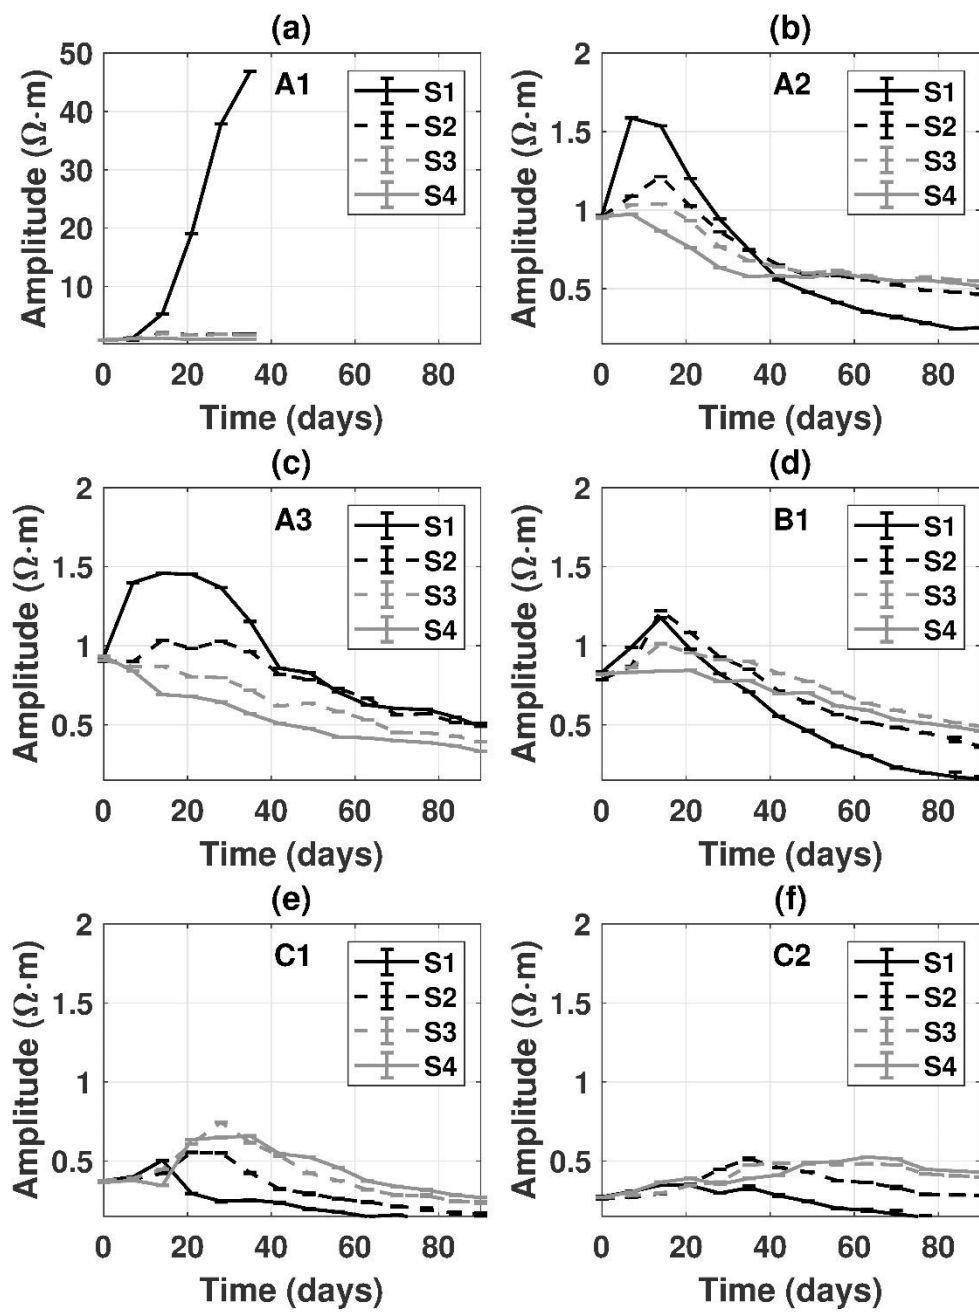 (a)
A1
S1
S2
S3
S4
50
40
30
20
10
Amplitude (Ω·m)
0 20 40 60 80
Time (days)
(b)
A2
S1
S2
S3
S4
2
1.5
1
0.5
Amplitude (Ω·m)
0 20 40 60 80
Time (days)
(c)
A3
S1
S2
S3
S4
2
1.5
1
0.5
Amplitude (Ω·m)
0 20 40 60 80
Time (days)
(d)
B1
S1
S2
S3
S4
2
1.5
1
0.5
Amplitude (Ω·m)
0 20 40 60 80
Time (days)
(e)
C1
S1
S2
S3
S4
2
1.5
1
0.5
Amplitude (Ω·m)
0 20 40 60 80
Time (days)
(f)
C2
S1
S2
S3
S4
2
1.5
1
0.5
Amplitude (Ω·m)
0 20 40 60 80
Time (days)